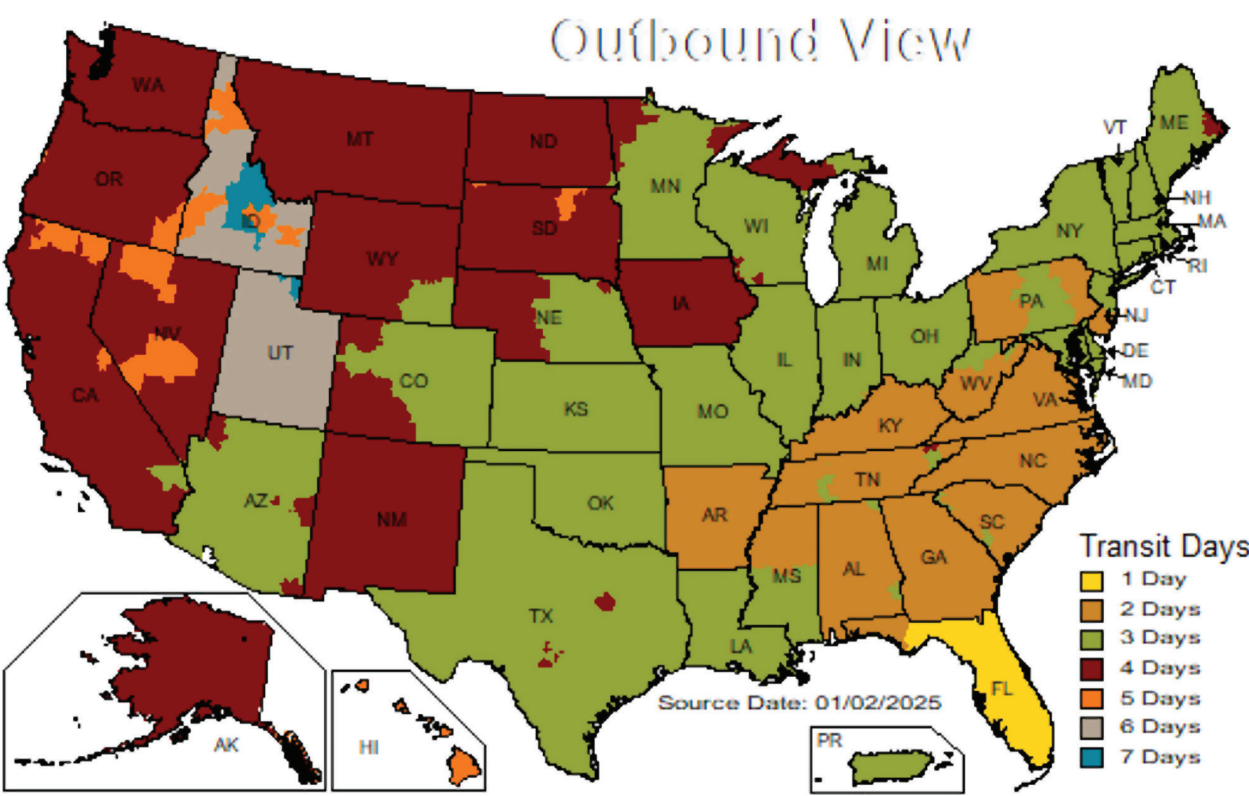 Outbound View
WA
MT
ND
MN
VT
ME
OR
ID
SD
WI
NY
NH
MA
WY
MI
RI
CT
IA
PA
NJ
NV
NE
OH
DE
UT
IL
IN
MD
CO
WV
VA
CA
KS
MO
KY
NC
TN
AZ
OK
AR
SC
NM
GA
MS
AL
TX
LA
FL
AK
HI
PR
Source Date: 01/02/2025
Transit Days
1 Day
2 Days
3 Days
4 Days
5 Days
6 Days
7 Days